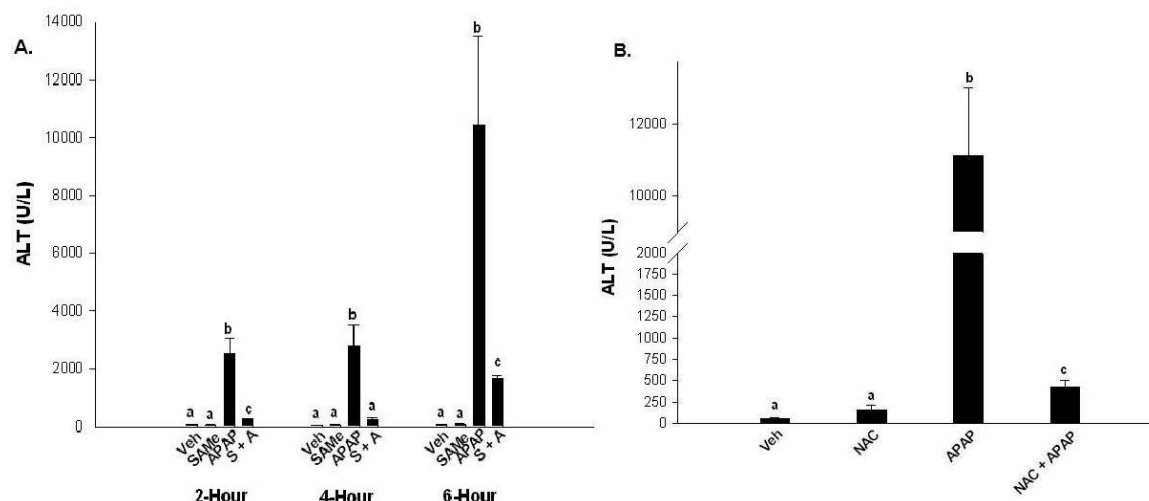 A.
ALT (U/L)
14000
12000
10000
8000
6000
4000
2000
0
a a b c
a a b a
a a b c
Veh SAMe APAP S + A
Veh SAMe APAP S + A
Veh SAMe APAP S + A
2-Hour 4-Hour 6-Hour
B.
ALT (U/L)
12000
10000
2000
1750
1500
1250
1000
750
500
250
0
a a b c
Veh NAC APAP NAC + APAP